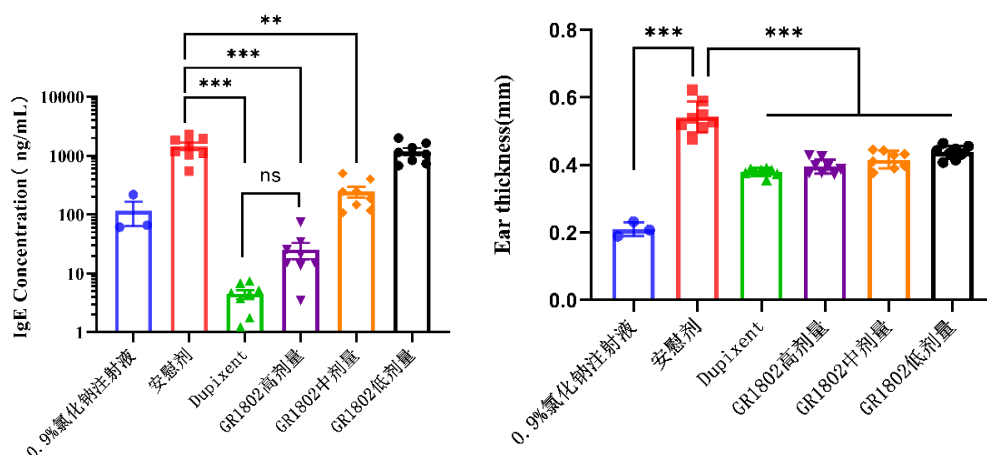 **
***
***
ns
IgE Concentration( ng/mL)
10000
1000
100
10
1
0.9%氯化钠注射液
安慰剂
Dupixent
GR1802高剂量
GR1802中剂量
GR1802低剂量
***
***
Ear thickness(mm)
0.8
0.6
0.4
0.2
0.0
0.9%氯化钠注射液
安慰剂
Dupixent
GR1802高剂量
GR1802中剂量
GR1802低剂量